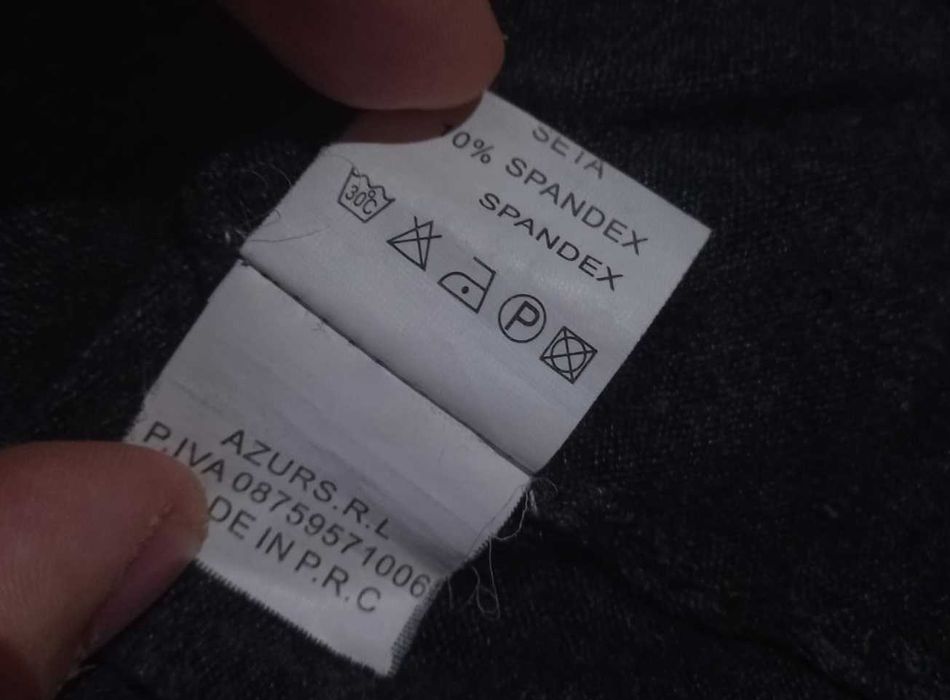 SETA
0% SPANDEX
SPANDEX
30°C
P
AZURS.R.L
P.IVA 08759571006
DE IN P.R.C